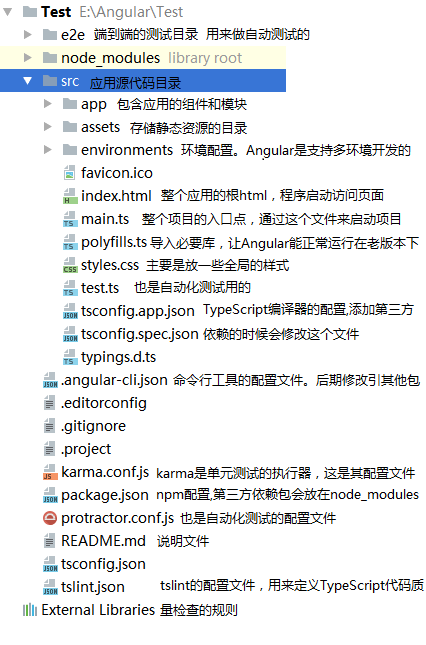 Test E:\Angular\Test
e2e 端到端的测试目录 用来做自动测试的
node_modules library root
src 应用源代码目录
app 包含应用的组件和模块
assets 存储静态资源的目录
environments 环境配置。Angular是支持多环境开发的
favicon.ico
index.html 整个应用的根html，程序启动访问页面
main.ts 整个项目的入口点，通过这个文件来启动项目
polyfills.ts 导入必要库，让Angular能正常运行在老版本下
styles.css 主要是放一些全局的样式
test.ts 也是自动化测试用的
tsconfig.app.json TypeScript编译器的配置,添加第三方
tsconfig.spec.json 依赖的时候会修改这个文件
typings.d.ts
.angular-cli.json 命令行工具的配置文件。后期修改引其他包
.editorconfig
.gitignore
.project
karma.conf.js karma是单元测试的执行器，这是其配置文件
package.json npm配置,第三方依赖包会放在node_modules
protractor.conf.js 也是自动化测试的配置文件
README.md 说明文件
tsconfig.json
tslint.json tslint的配置文件，用来定义TypeScript代码质
External Libraries 量检查的规则